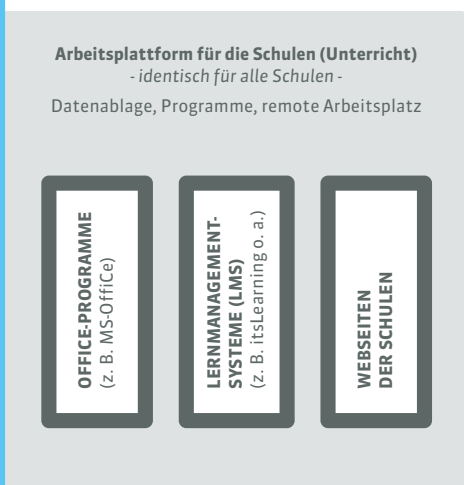 Arbeitsplattform für die Schulen (Unterricht)
- identisch für alle Schulen -
Datenablage, Programme, remote Arbeitsplatz
OFFICE-PROGRAMME
(z. B. MS-OffiCe)
LERNMANAGEMENT-
SYSTEME (LMS)
(z. B. itsLearning o. a.)
WEBSEITEN
DER SCHULEN